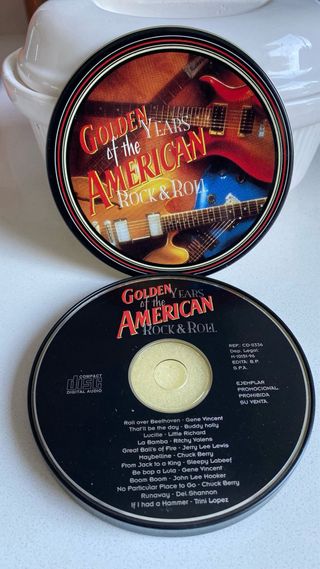 GOLDEN YEARS
of the
AMERICAN
ROCK & ROLL
GOLDEN YEARS
of the
AMERICAN
ROCK & ROLL
COMPACT
disc
DIGITAL AUDIO
REF: CD-0336
Dep. Legal:
M-10151-95
EDITA: B.P.
S.P.A.
EJEMPLAR
PROMOCIONAL
PROHIBIDA
SU VENTA
Roll over Beethoven - Gene Vincent
That'll be the day - Buddy holly
Lucille - Little Richard
La Bamba - Ritchy Valens
Great Ball's of Fire - Jerry Lee Lewis
Maybelline - Chuck Berry
From Jack to a King - Sleepy Labeef
Be bop a Lula - Gene Vincent
Boom Boom - John Lee Hooker
No Particular Place to Go - Chuck Berry
Runaway - Del Shannon
If I had a Hammer - Trini Lopez